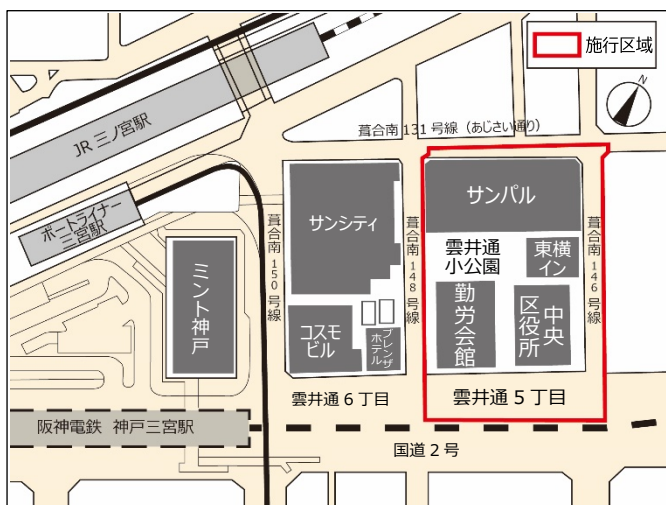 施行区域
N
JR 三ノ宮駅
葺合南131号線（あじさい通り）
ポートライナー
三宮駅
サンシティ
サンパル
葺合南150号線
葺合南148号線
葺合南146号線
ミント神戸
雲井通
小公園
東横
イン
コスモ
ビル
プレンザ
ホテル
勤労会館
中央
区役所
雲井通6丁目
雲井通5丁目
阪神電鉄 神戸三宮駅
国道2号